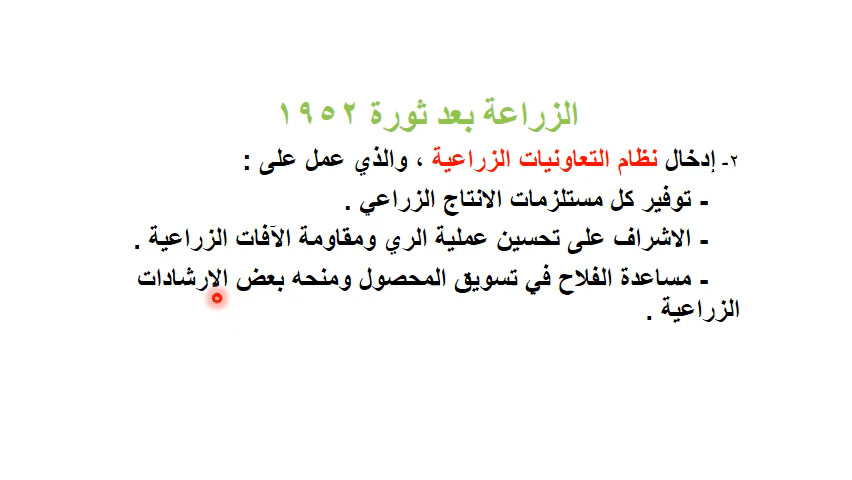 الزراعة بعد ثورة ١٩٥٢
٢- إدخال نظام التعاونيات الزراعية ، والذي عمل على :
- توفير كل مستلزمات الانتاج الزراعي .
- الاشراف على تحسين عملية الري ومقاومة الآفات الزراعية .
- مساعدة الفلاح في تسويق المحصول ومنحه بعض الإرشادات
الزراعية .